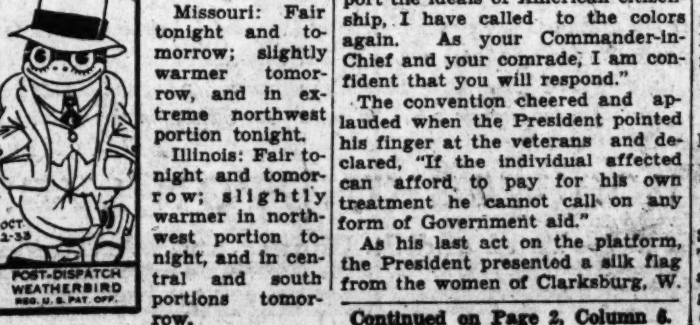 OCT.
2-33
POST-DISPATCH
WEATHERBIRD
REG. U. S. PAT. OFF.
Missouri: Fair
tonight and to-
morrow; slightly
warmer tomor-
row, and in ex-
treme northwest
portion tonight.
Illinois: Fair to-
night and tomor-
row; slightly
warmer in north-
west portion to-
night, and in cen-
tral and south
portions tomor-
row.
port the ideals of American citizen-
ship, I have called to the colors
again. As your Commander-in-
Chief and your comrade, I am con-
fident that you will respond."
The convention cheered and ap-
plauded when the President pointed
his finger at the veterans and de-
clared, "If the individual affected
can afford to pay for his own
treatment he cannot call on any
form of Government aid."
As his last act on the platform,
the President presented a silk flag
from the women of Clarksburg, W.
Continued on Page 2, Column 6.